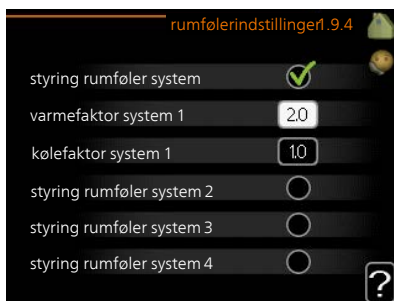 rumfølerindstillinger1.9.4
styring rumføler system
varmefaktor system 1 2.0
kølefaktor system 1 1.0
styring rumføler system 2
styring rumføler system 3
styring rumføler system 4
?